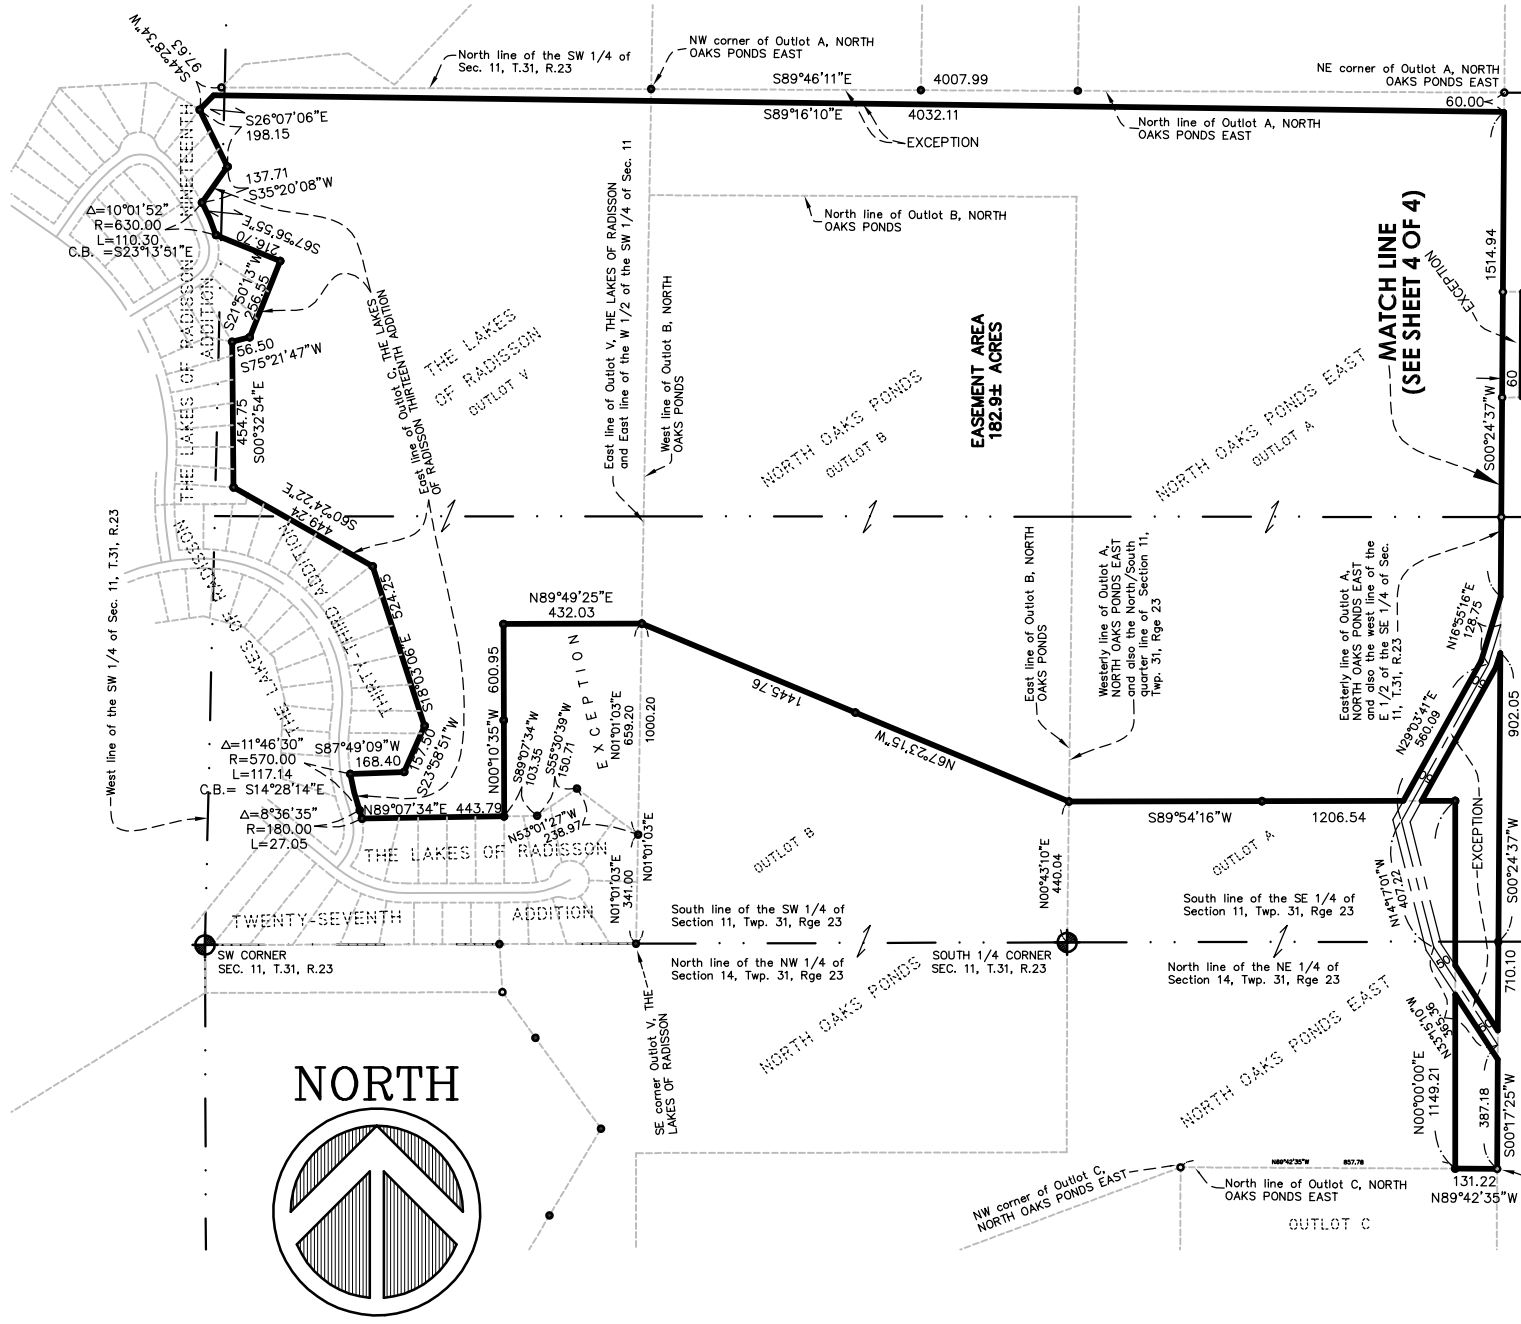 S44°28'34"W
97.63
North line of the SW 1/4 of
Sec. 11, T.31, R.23
NW corner of Outlot A, NORTH
OAKS PONDS EAST
S89°46'11"E 4007.99
S89°16'10"E 4032.11
EXCEPTION
NE corner of Outlot A, NORTH
OAKS PONDS EAST
60.00
North line of Outlot A, NORTH
OAKS PONDS EAST
S26°07'06"E
198.15
137.71
S35°20'08"W
Δ=10°01'52"
R=630.00
L=110.30
C.B. =S23°13'51"E
S67°56'55"E
216.70
S21°50'13"W
256.55
56.50
S75°21'47"W
454.75
S00°32'54"E
THE LAKES OF RADISSON NINETEENTH
ADDITION
North line of Outlot B, NORTH
OAKS PONDS
East line of Outlot V, THE LAKES OF RADISSON
and East line of the W 1/2 of the SW 1/4 of Sec. 11
West line of Outlot B, NORTH
OAKS PONDS
East line of Outlot C, THE LAKES
OF RADISSON THIRTEENTH ADDITION
THE LAKES
OF RADISSON
OUTLOT V
NORTH OAKS PONDS
OUTLOT B
EASEMENT AREA
182.9± ACRES
NORTH OAKS PONDS EAST
OUTLOT A
MATCH LINE
(SEE SHEET 4 OF 4)
EXCEPTION
1514.94
S00°24'37"W
60
S60°24'22"E
449.24
THE LAKES OF RADISSON
THIRTY-THIRD ADDITION
524.25
S18°03'06"E
West line of the SW 1/4 of Sec. 11, T.31, R.23
N89°49'25"E
432.03
EXCEPTION
600.95
N00°10'35"W
N01°01'03"E
659.20
1000.20
1445.76
N67°23'15"W
East line of Outlot B, NORTH
OAKS PONDS
Westerly line of Outlot A,
NORTH OAKS PONDS EAST
and also the North/South
quarter line of Section 11,
Twp. 31, Rge 23
Easterly line of Outlot A,
NORTH OAKS PONDS EAST
and also the west line of the
E 1/2 of the SE 1/4 of Sec.
11, T.31, R.23
N16°55'16"E
128.75
N29°03'41"E
560.09
60
60
902.05
S87°49'09"W
168.40
157.50
S23°58'51"W
Δ=11°46'30"
R=570.00
L=117.14
C.B.= S14°28'14"E
Δ=8°36'35"
R=180.00
L=27.05
N89°07'34"E 443.79
S89°07'34"W
103.35
S55°30'39"W
150.71
N53°01'27"W
238.97
N01°01'03"E
N01°01'03"E
341.00
THE LAKES OF RADISSON
TWENTY-SEVENTH ADDITION
OUTLOT B
N00°43'10"E
440.04
S89°54'16"W 1206.54
OUTLOT A
EXCEPTION
S00°24'37"W
N14°17'01"W
407.22
South line of the SW 1/4 of
Section 11, Twp. 31, Rge 23
South line of the SE 1/4 of
Section 11, Twp. 31, Rge 23
SW CORNER
SEC. 11, T.31, R.23
North line of the NW 1/4 of
Section 14, Twp. 31, Rge 23
SOUTH 1/4 CORNER
SEC. 11, T.31, R.23
North line of the NE 1/4 of
Section 14, Twp. 31, Rge 23
50
50
710.10
N33°15'10"W
365.36
NORTH OAKS PONDS
NORTH OAKS PONDS EAST
SE corner Outlot V, THE
LAKES OF RADISSON
N00°00'00"E
1149.21
387.18
S00°17'25"W
N89°42'35"W 857.78
NORTH
NW corner of Outlot C,
NORTH OAKS PONDS EAST
North line of Outlot C, NORTH
OAKS PONDS EAST
131.22
N89°42'35"W
OUTLOT C